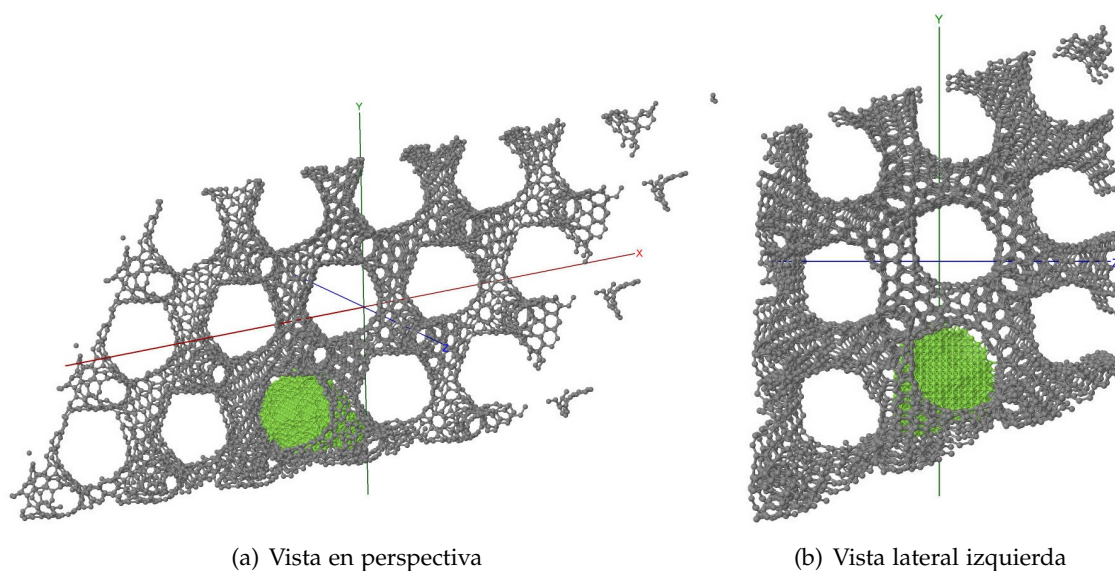 Y
X
Z
(a) Vista en perspectiva
Y
Z
(b) Vista lateral izquierda